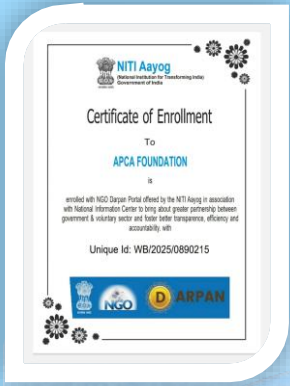 NITI Aayog
(National Institution for Transforming India)
Government of India
Certificate of Enrollment
To
APCA FOUNDATION
is
enrolled with NGO Darpan Portal offered by the NITI Aayog in association
with National Information Center to bring about greater partnership between
government & voluntary sector and foster better transparence, efficiency and
accountability, with
Unique Id: WB/2025/0890215
NGO D ARPAN